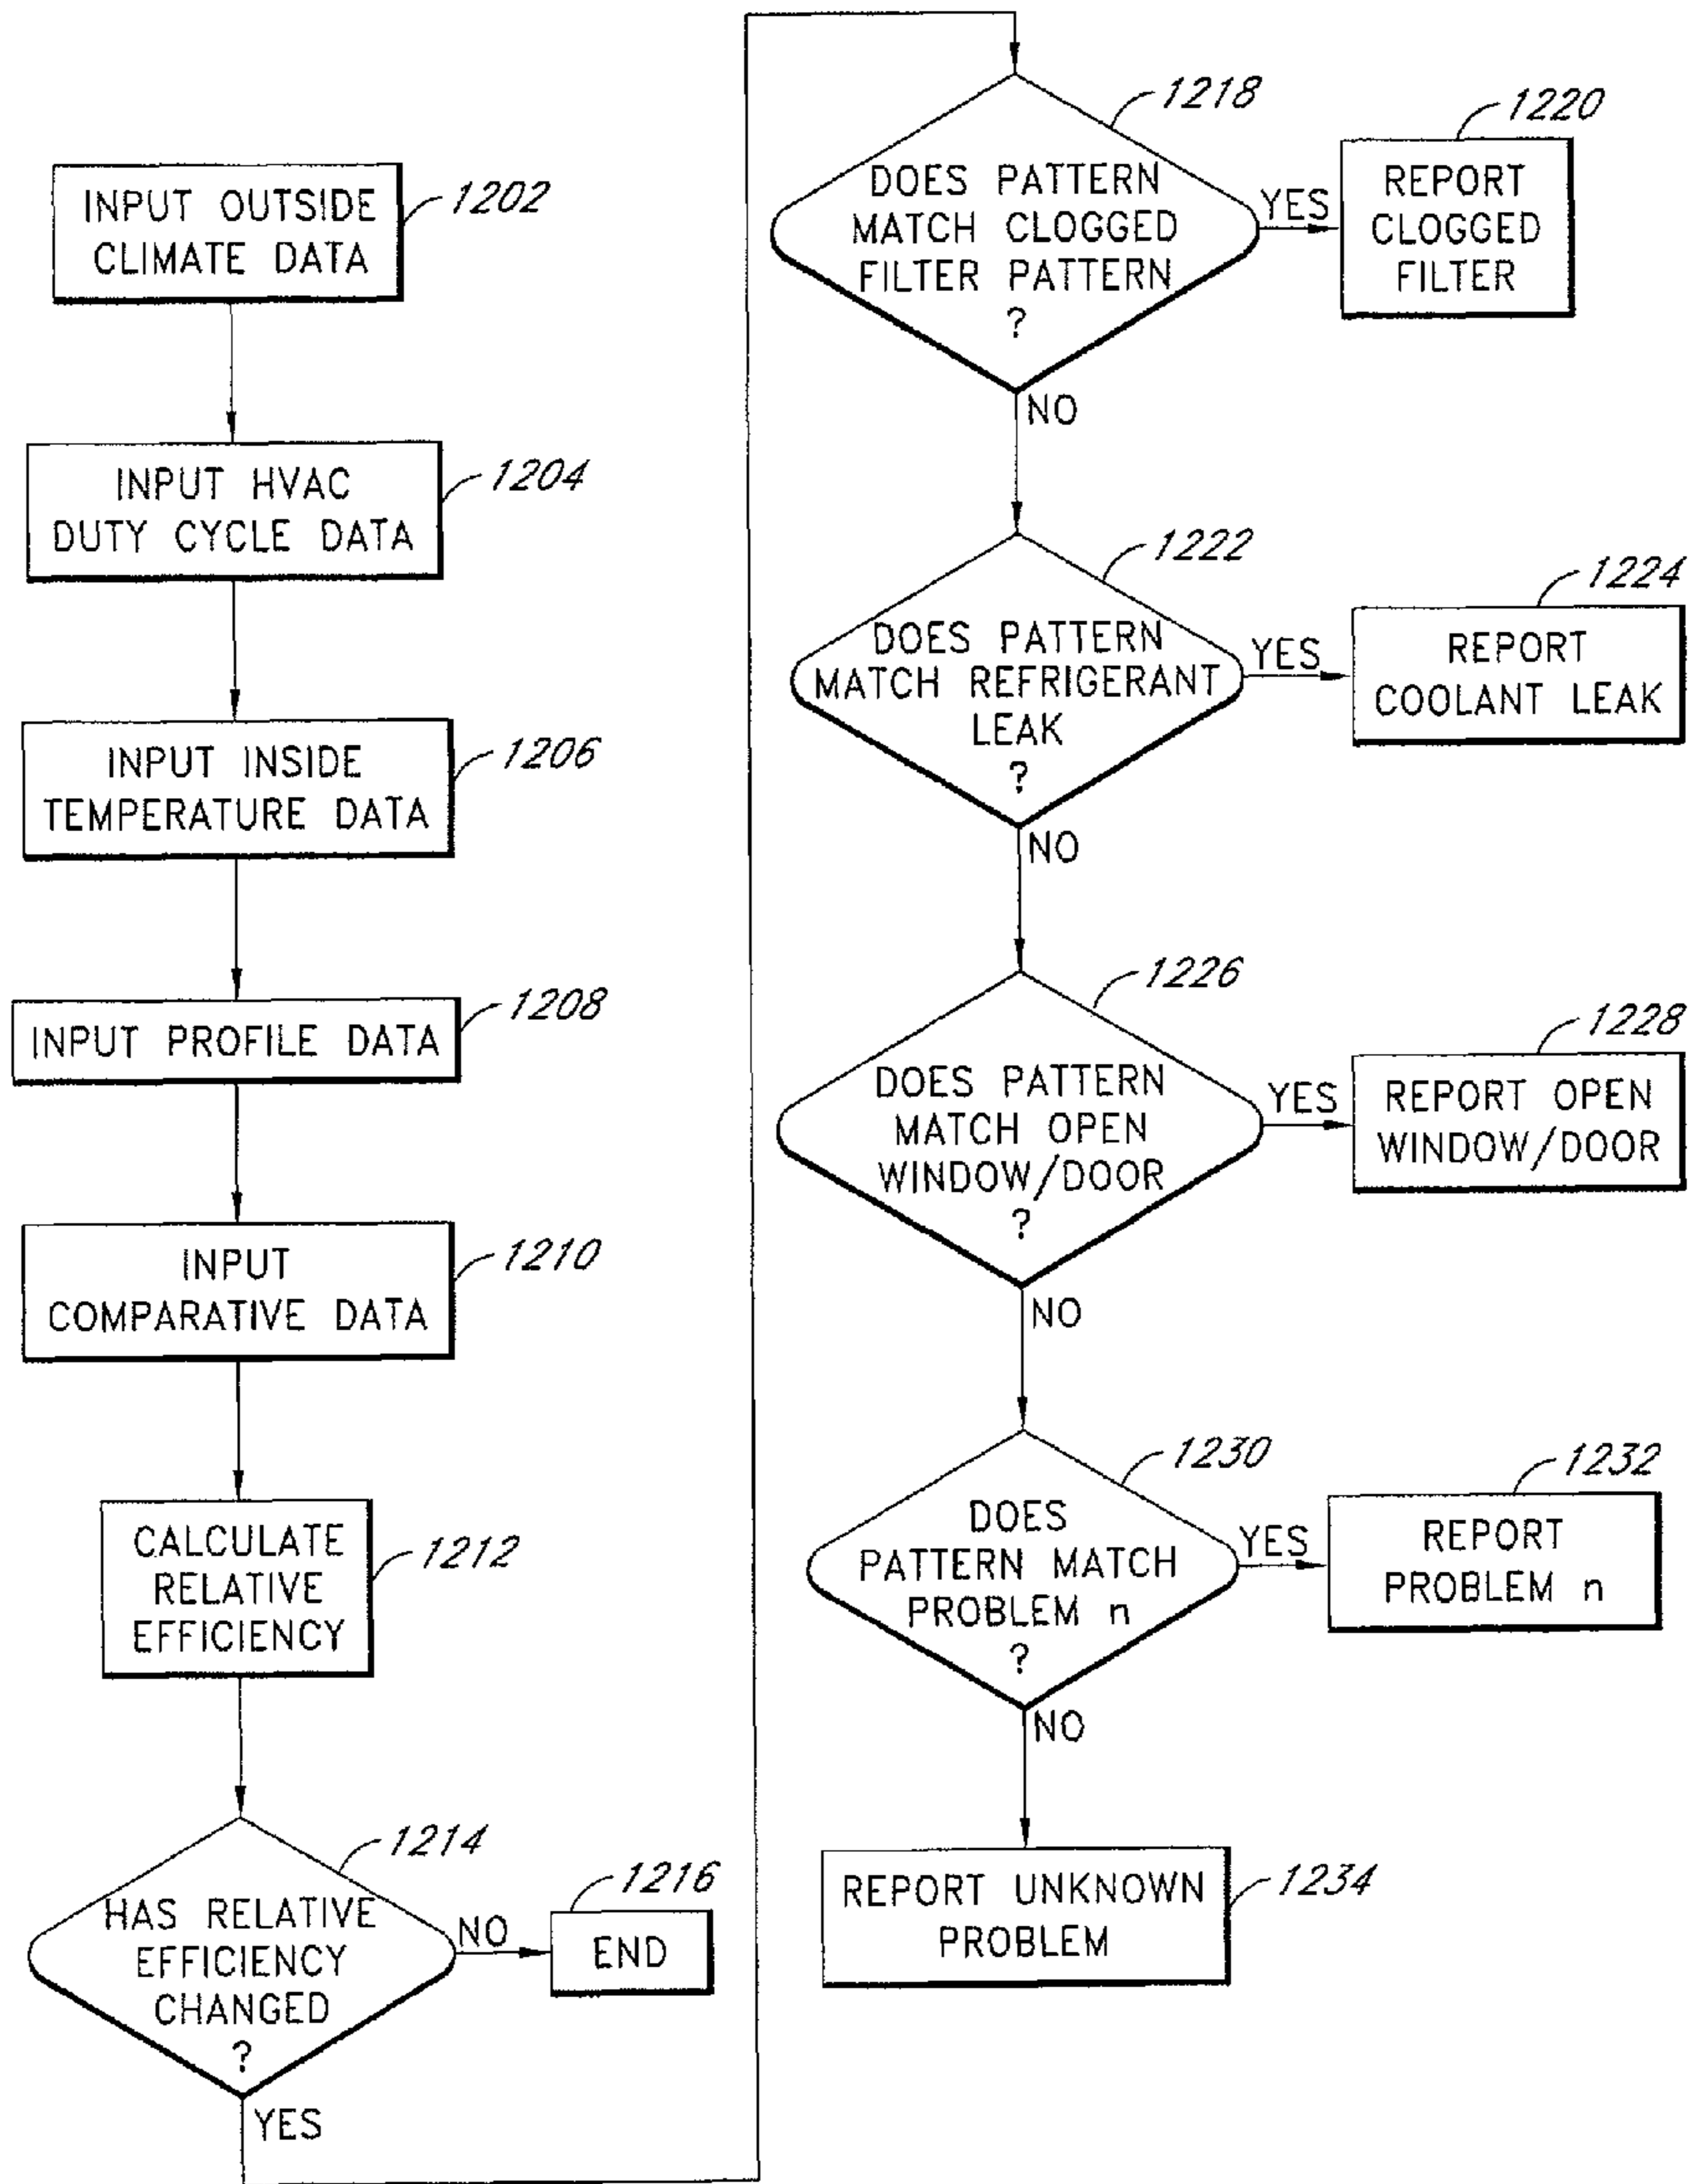 INPUT OUTSIDE
CLIMATE DATA
1202
INPUT HVAC
DUTY CYCLE DATA
1204
INPUT INSIDE
TEMPERATURE DATA
1206
INPUT PROFILE DATA
1208
INPUT
COMPARATIVE DATA
1210
CALCULATE
RELATIVE
EFFICIENCY
1212
HAS RELATIVE
EFFICIENCY
CHANGED
?
1214
NO
END
1216
YES
DOES PATTERN
MATCH CLOGGED
FILTER PATTERN
?
1218
YES
REPORT
CLOGGED
FILTER
1220
NO
DOES PATTERN
MATCH REFRIGERANT
LEAK
?
1222
YES
REPORT
COOLANT LEAK
1224
NO
DOES PATTERN
MATCH OPEN
WINDOW/DOOR
?
1226
YES
REPORT OPEN
WINDOW/DOOR
1228
NO
DOES
PATTERN MATCH
PROBLEM n
?
1230
YES
REPORT
PROBLEM n
1232
NO
REPORT UNKNOWN
PROBLEM
1234